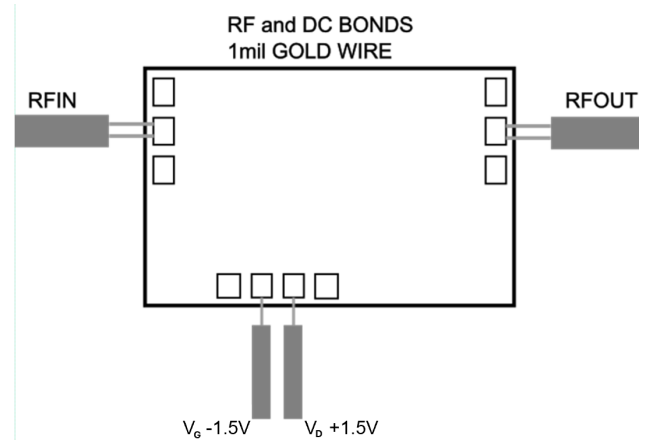 RF and DC BONDS
1mil GOLD WIRE
RFIN
RFOUT
VG -1.5V
VD +1.5V